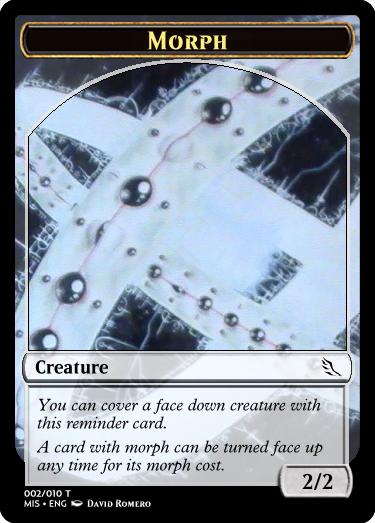 Morph
Creature
You can cover a face down creature with
this reminder card.
A card with morph can be turned face up
any time for its morph cost.
2/2
002/010 T
MIS • ENG David Romero